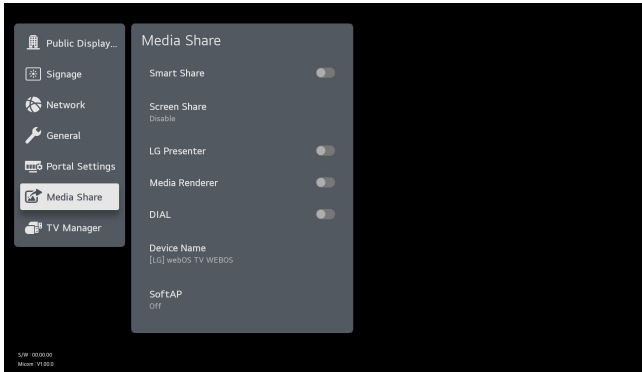 Public Display...
Signage
Network
General
Portal Settings
Media Share
TV Manager
Media Share
Smart Share
Screen Share
Disable
LG Presenter
Media Renderer
DIAL
Device Name
[LG] webOS TV WEBOS
SoftAP
Off
S/W : 00.00.00
Micom : V1.00.0